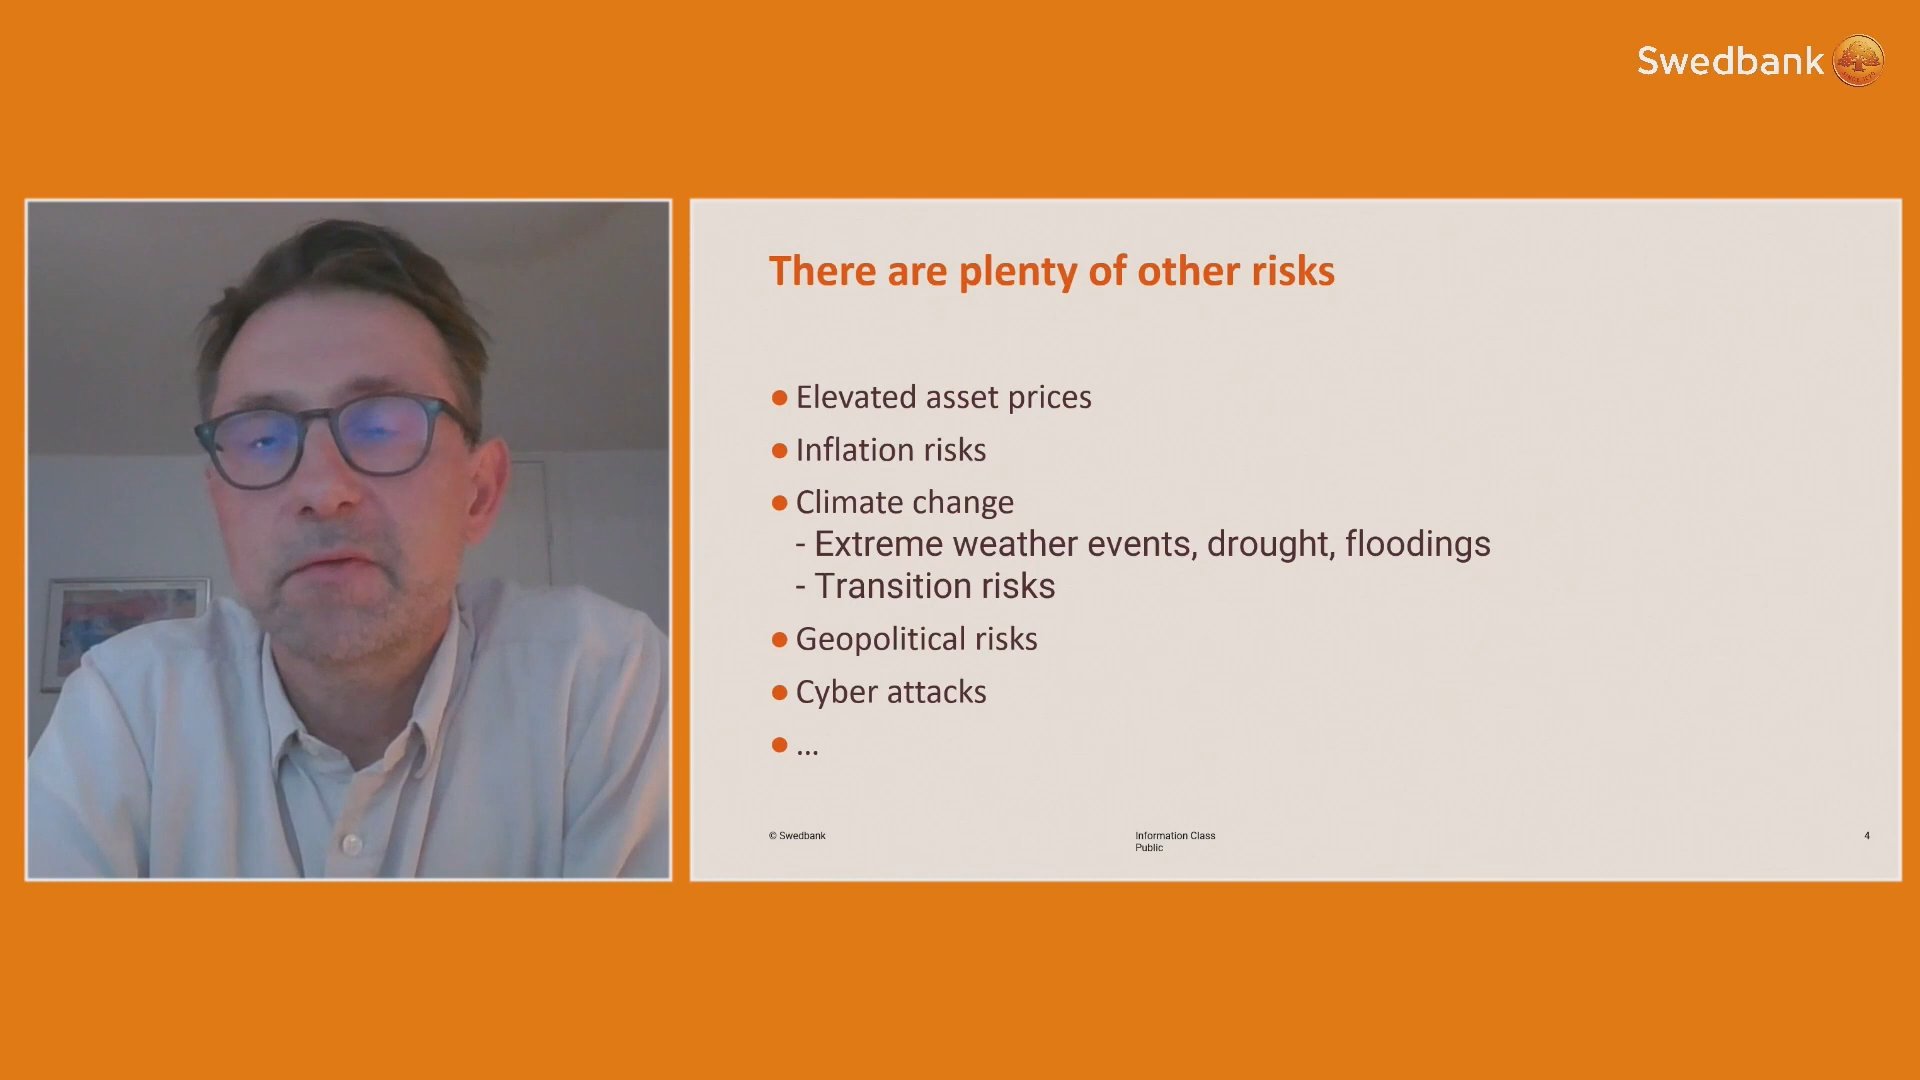 Swedbank
There are plenty of other risks
● Elevated asset prices
● Inflation risks
● Climate change
- Extreme weather events, drought, floodings
- Transition risks
● Geopolitical risks
● Cyber attacks
● ...
© Swedbank
Information Class
Public
4